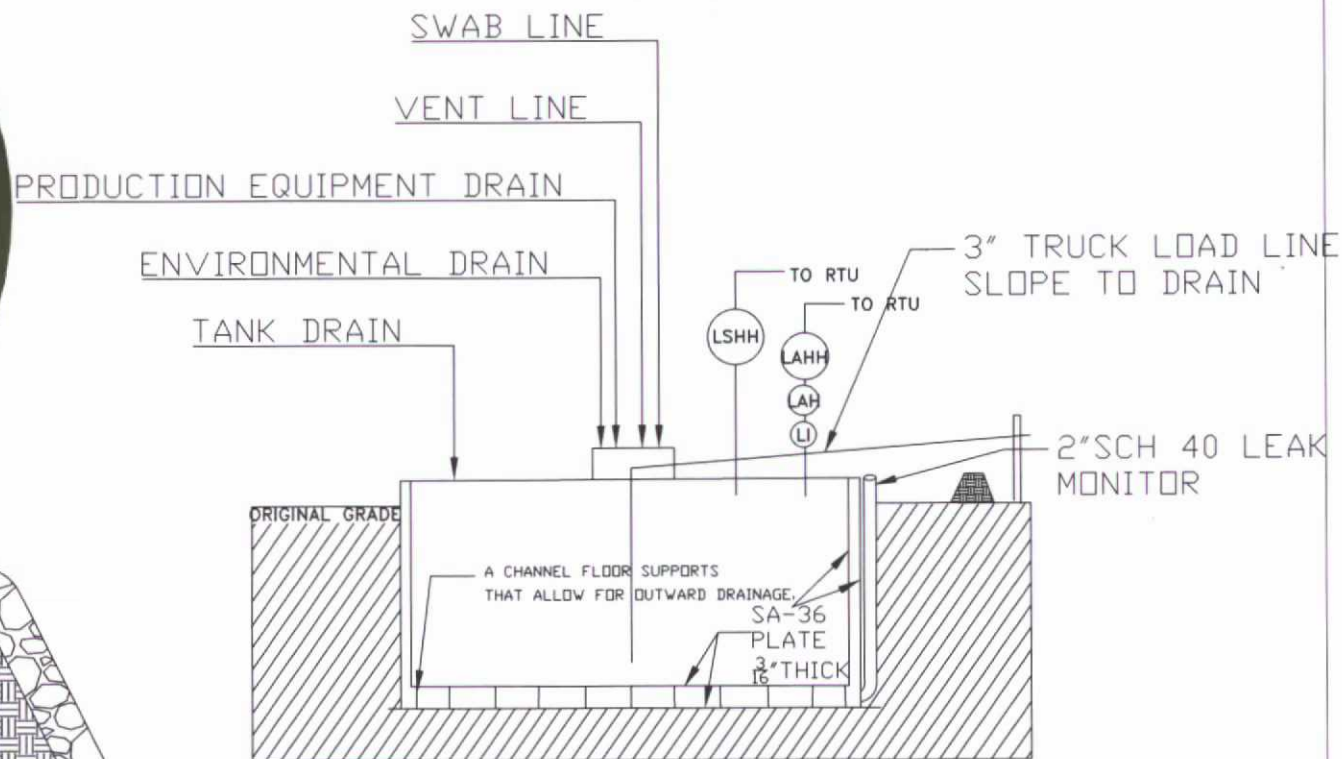 SWAB LINE
VENT LINE
PRODUCTION EQUIPMENT DRAIN
ENVIRONMENTAL DRAIN
TANK DRAIN
TO RTU
TO RTU
3" TRUCK LOAD LINE
SLOPE TO DRAIN
LSHH
LAHH
LAH
LI
2"SCH 40 LEAK
MONITOR
ORIGINAL GRADE
A CHANNEL FLOOR SUPPORTS
THAT ALLOW FOR OUTWARD DRAINAGE.
SA-36
PLATE
3/16"THICK